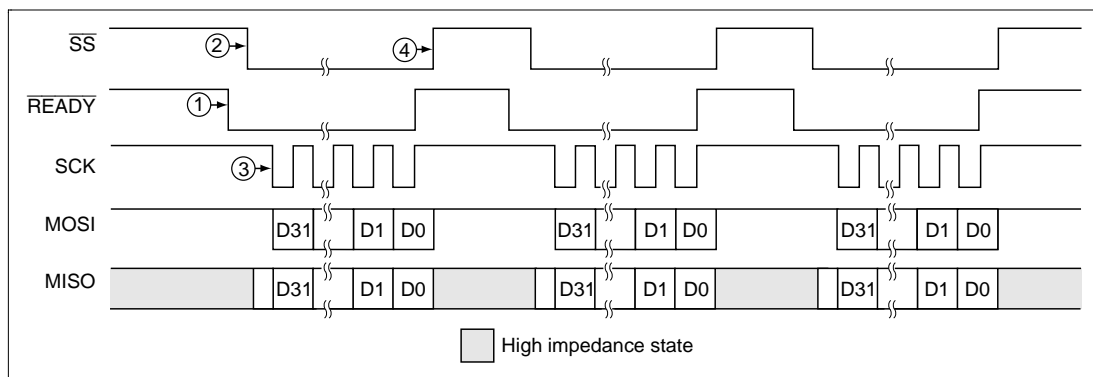 SS
② ④
READY
①
SCK
③
MOSI
D31 D1 D0 D31 D1 D0 D31 D1 D0
MISO
D31 D1 D0 D31 D1 D0 D31 D1 D0
High impedance state